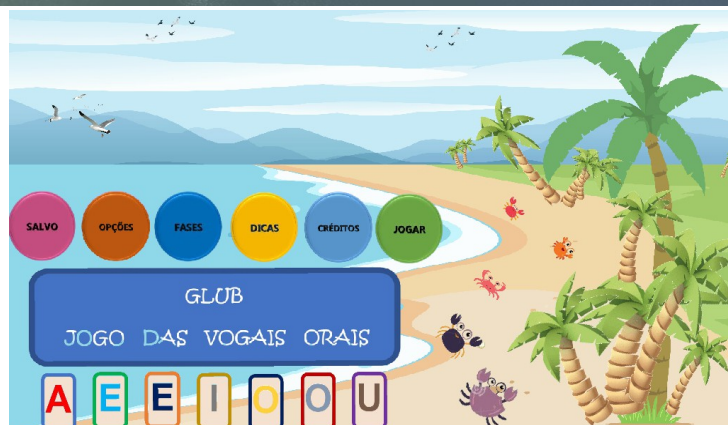 SALVO OPÇÕES FASES DICAS CRÉDITOS JOGAR
GLUB
JOGO DAS VOGAIS ORAIS
A E E I O O U